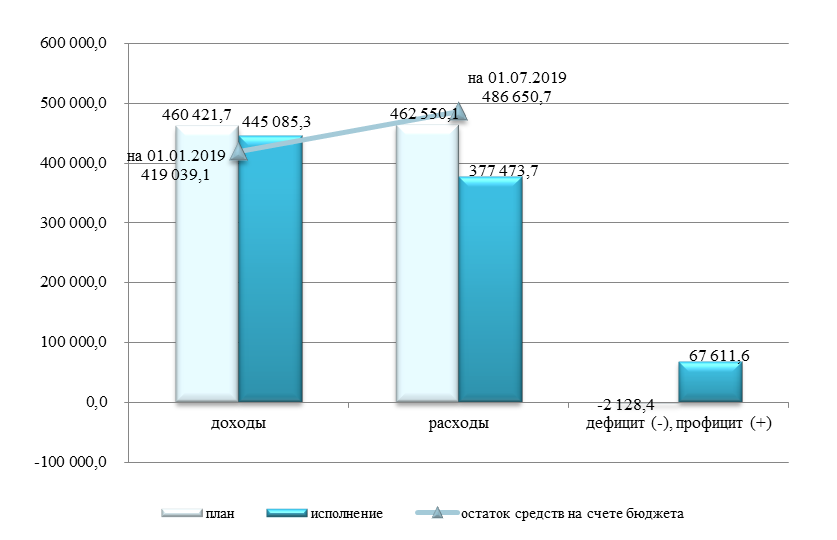 600 000,0
500 000,0
400 000,0
300 000,0
200 000,0
100 000,0
0,0
-100 000,0
460 421,7
445 085,3
на 01.01.2019
419 039,1
462 550,1
377 473,7
на 01.07.2019
486 650,7
-2 128,4
67 611,6
доходы
расходы
дефицит (-), профицит (+)
план
исполнение
остаток средств на счете бюджета